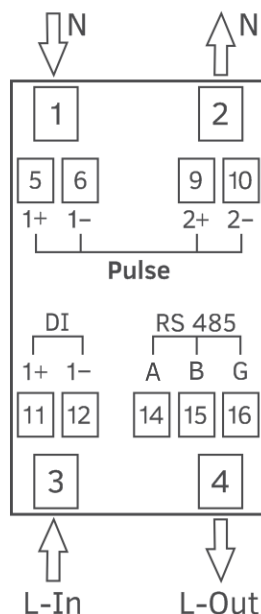 N N
1 2
5 6 9 10
1+ 1− 2+ 2−
Pulse
DI RS 485
1+ 1− A B G
11 12 14 15 16
3 4
L-In L-Out